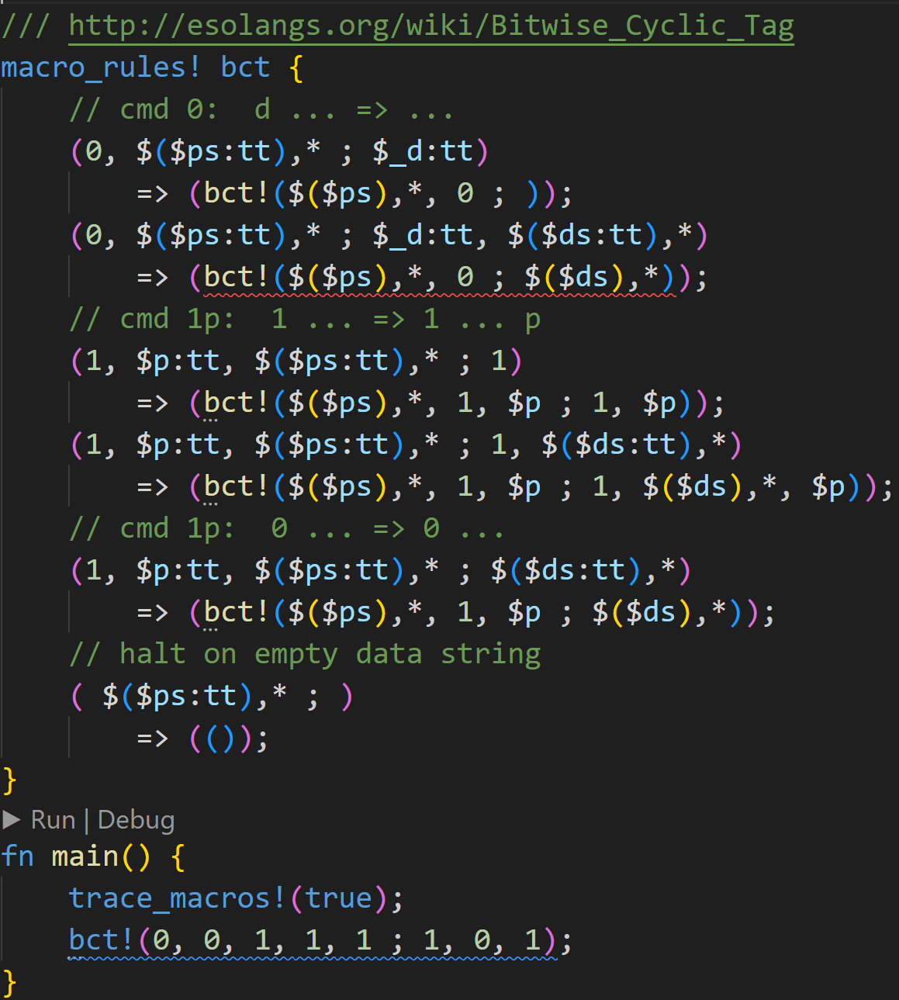 /// http://esolangs.org/wiki/Bitwise_Cyclic_Tag
macro_rules! bct {
    // cmd 0:  d ... => ...
    (0, $($ps:tt),* ; $_d:tt)
        => (bct!($($ps),*, 0 ; ));
    (0, $($ps:tt),* ; $_d:tt, $($ds:tt),*)
        => (bct!($($ps),*, 0 ; $($ds),*));
    // cmd 1p:  1 ... => 1 ... p
    (1, $p:tt, $($ps:tt),* ; 1)
        => (bct!($($ps),*, 1, $p ; 1, $p));
    (1, $p:tt, $($ps:tt),* ; 1, $($ds:tt),*)
        => (bct!($($ps),*, 1, $p ; 1, $($ds),*, $p));
    // cmd 1p:  0 ... => 0 ...
    (1, $p:tt, $($ps:tt),* ; $($ds:tt),*)
        => (bct!($($ps),*, 1, $p ; $($ds),*));
    // halt on empty data string
    ( $($ps:tt),* ; )
        => (());
}
▶ Run | Debug
fn main() {
    trace_macros!(true);
    bct!(0, 0, 1, 1, 1 ; 1, 0, 1);
}